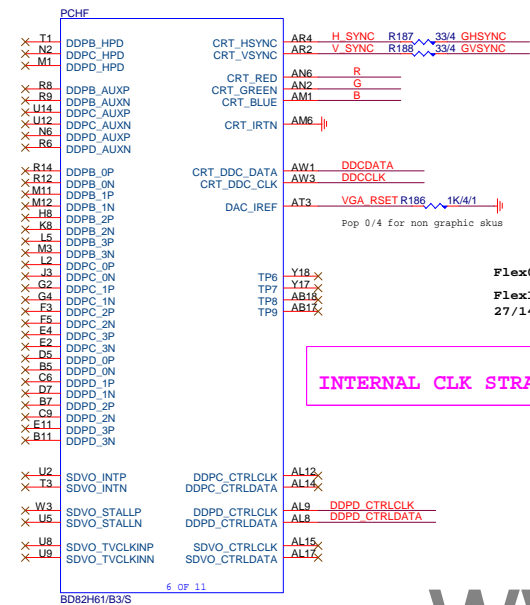 PCHF
T1 DDPB_HPD
N2 DDPC_HPD
M1 DDPD_HPD
R8 DDPB_AUXP
R9 DDPB_AUXN
U14 DDPC_AUXP
U12 DDPC_AUXN
N6 DDPD_AUXP
R6 DDPD_AUXN
R14 DDPB_0P
R12 DDPB_0N
M11 DDPB_1P
M12 DDPB_1N
H8 DDPB_2P
K8 DDPB_2N
L5 DDPB_3P
M3 DDPB_3N
L2 DDPC_0P
J3 DDPC_0N
G2 DDPC_1P
G4 DDPC_1N
F3 DDPC_2P
F5 DDPC_2N
E4 DDPC_3P
E2 DDPC_3N
D5 DDPD_0P
B5 DDPD_0N
C6 DDPD_1P
D7 DDPD_1N
B7 DDPD_2P
C9 DDPD_2N
E11 DDPD_3P
B11 DDPD_3N
U2 SDVO_INTP
T3 SDVO_INTN
W3 SDVO_STALLP
U5 SDVO_STALLN
U8 SDVO_TVCLKINP
U9 SDVO_TVCLKINN
CRT_HSYNC AR4 H_SYNC R187 33/4 GHSYNC
CRT_VSYNC AR2 V_SYNC R188 33/4 GVSYNC
CRT_RED AN6 R
CRT_GREEN AN2 G
CRT_BLUE AM1 B
CRT_IRTN AM6
CRT_DDC_DATA AW1 DDCDATA
CRT_DDC_CLK AW3 DDCCLK
DAC_IREF AT3 VGA_RSET R186 1K/4/1
Pop 0/4 for non graphic skus
TP6 Y18
TP7 Y17
TP8 AB18
TP9 AB17
DDPC_CTRLCLK AL12
DDPC_CTRLDATA AL14
DDPD_CTRLCLK AL9 DDPD_CTRLCLK
DDPD_CTRLDATA AL8 DDPD_CTRLDATA
SDVO_CTRLCLK AL15
SDVO_CTRLDATA AL17
6 OF 11
BD82H61/B3/S
27/14
INTERNAL CLK